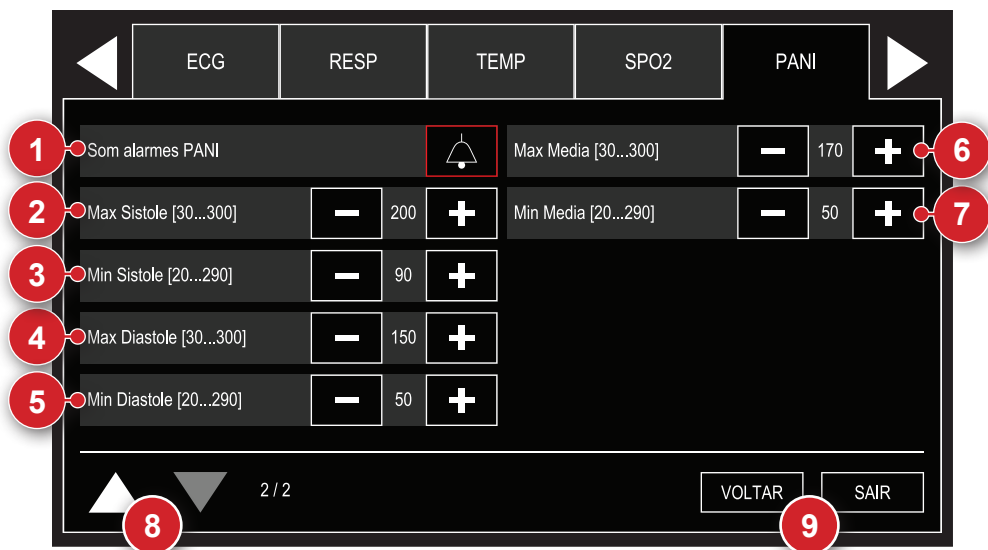 ECG RESP TEMP SPO2 PANI
1 Som alarmes PANI Max Media [30...300] 170 6
2 Max Sistole [30...300] 200 Min Media [20...290] 50 7
3 Min Sistole [20...290] 90
4 Max Diastole [30...300] 150
5 Min Diastole [20...290] 50
2 / 2 VOLTAR SAIR
8 9